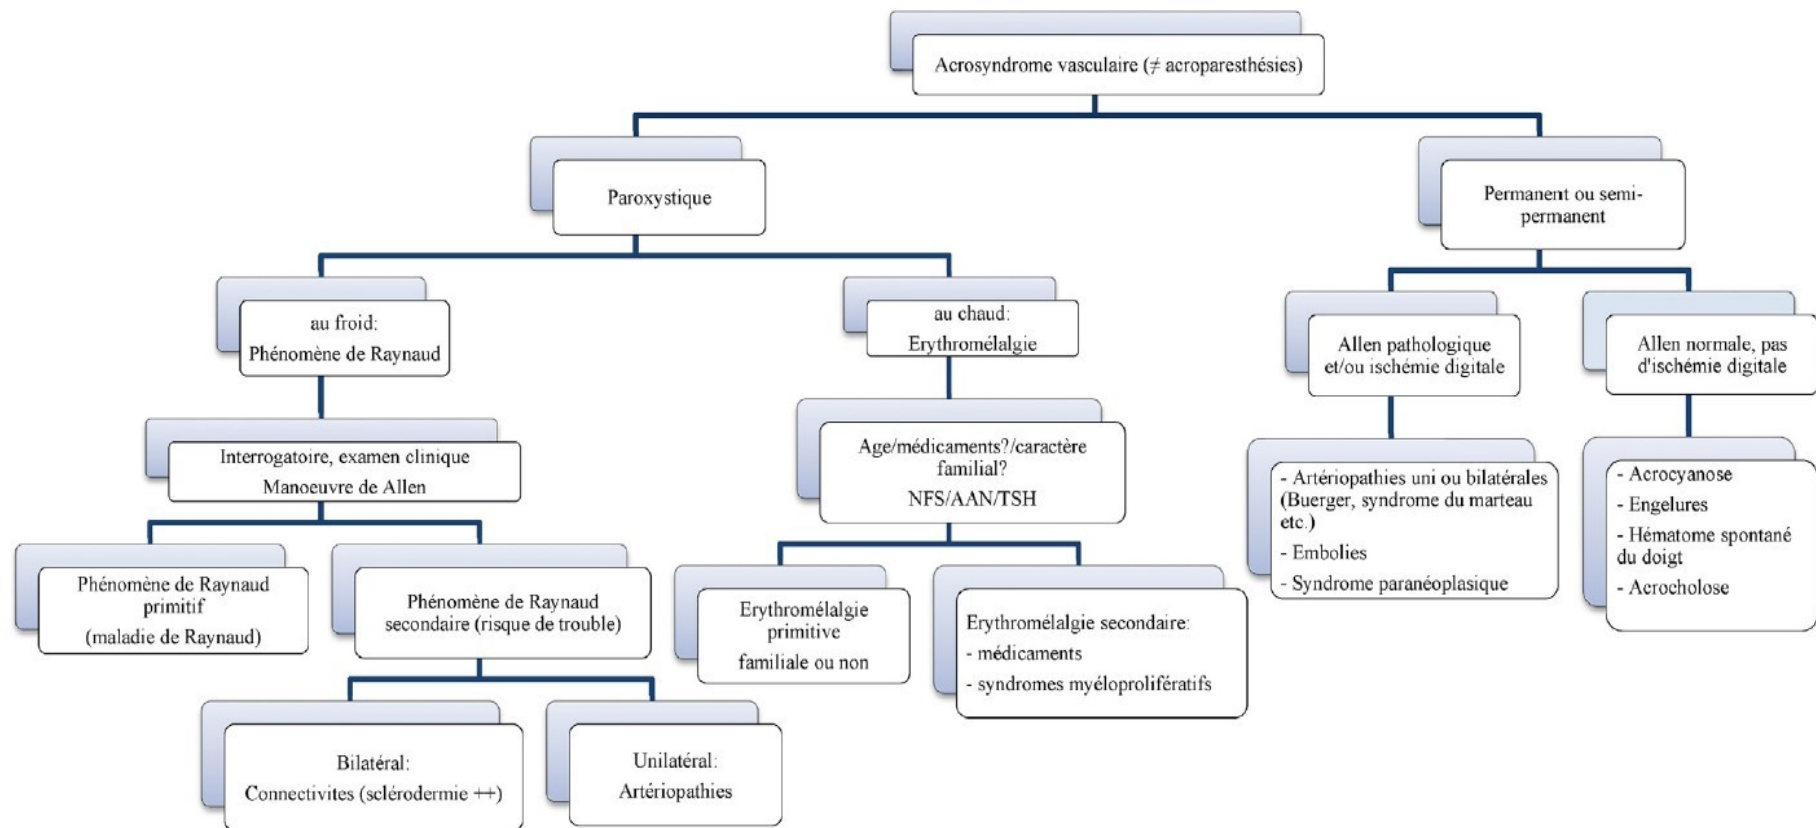 Acrosyndrome vasculaire (≠ acroparesthésies)
Paroxystique
Permanent ou semi-
permanent
au froid:
Phénomène de Raynaud
au chaud:
Erythromélalgie
Allen pathologique
et/ou ischémie digitale
Allen normale, pas
d'ischémie digitale
Interrogatoire, examen clinique
Manoeuvre de Allen
Age/médicaments?/caractère
familial?
NFS/AAN/TSH
- Artériopathies uni ou bilatérales
(Buerger, syndrome du marteau
etc.)
- Embolies
- Syndrome paranéoplasique
- Acrocyanose
- Engelures
- Hématome spontané
du doigt
- Acrocholose
Phénomène de Raynaud
primitif
(maladie de Raynaud)
Phénomène de Raynaud
secondaire (risque de trouble)
Erythromélalgie
primitive
familiale ou non
Erythromélalgie secondaire:
- médicaments
- syndromes myéloprolifératifs
Bilatéral:
Connectivites (sclérodermie ++)
Unilatéral:
Artériopathies